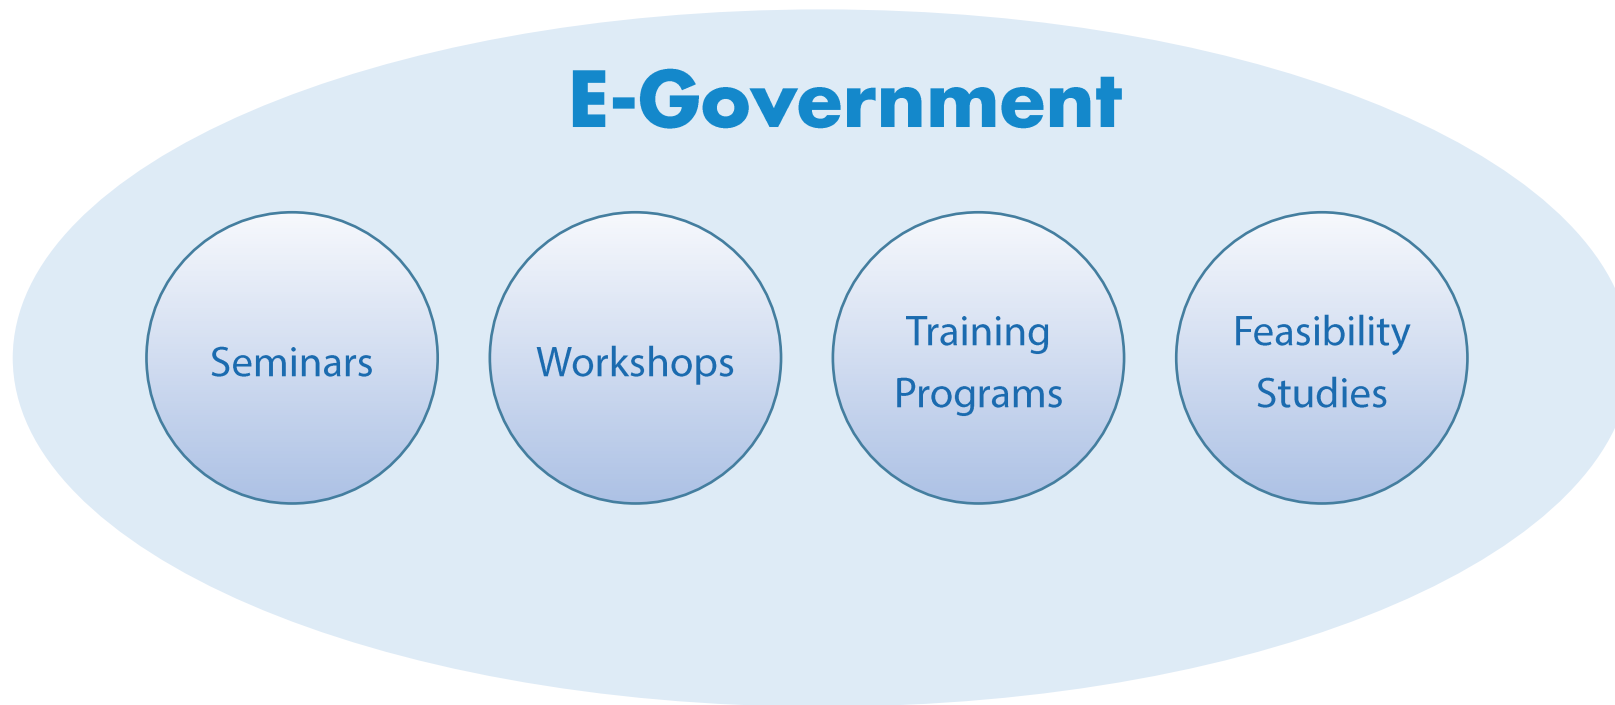 E-Government
Seminars
Workshops
Training
Programs
Feasibility
Studies